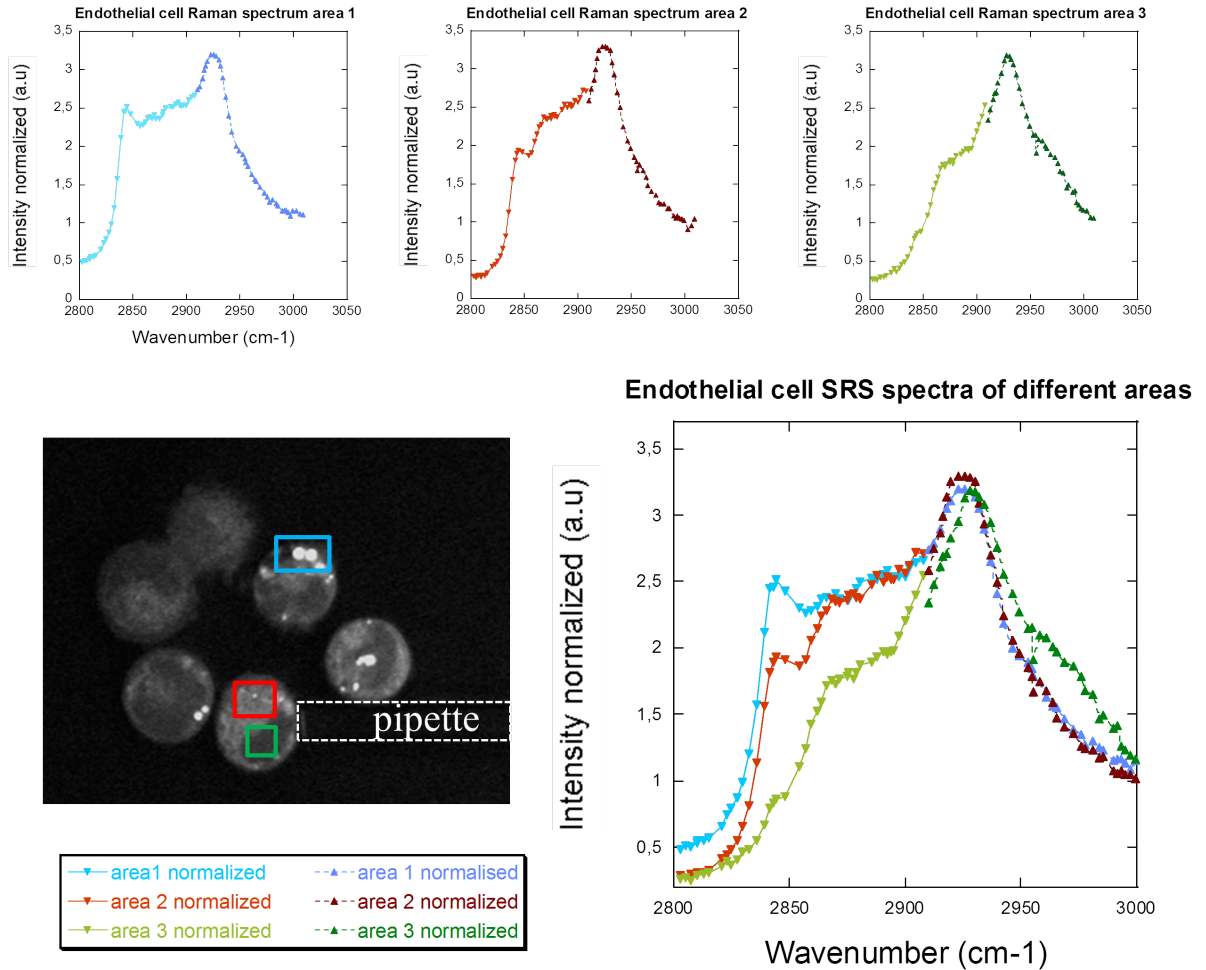 Endothelial cell Raman spectrum area 1
Endothelial cell Raman spectrum area 2
Endothelial cell Raman spectrum area 3
Intensity normalized (a.u)
3,5
3
2,5
2
1,5
1
0,5
0
2800 2850 2900 2950 3000 3050
Wavenumber (cm-1)
Intensity normalized (a.u)
3,5
3
2,5
2
1,5
1
0,5
0
2800 2850 2900 2950 3000 3050
Intensity normalized (a.u)
3,5
3
2,5
2
1,5
1
0,5
0
2800 2850 2900 2950 3000 3050
pipette
Endothelial cell SRS spectra of different areas
Intensity normalized (a.u)
3,5
3
2,5
2
1,5
1
0,5
2800 2850 2900 2950 3000
Wavenumber (cm-1)
area1 normalized area 1 normalised
area 2 normalized area 2 normalized
area 3 normalized area 3 normalized